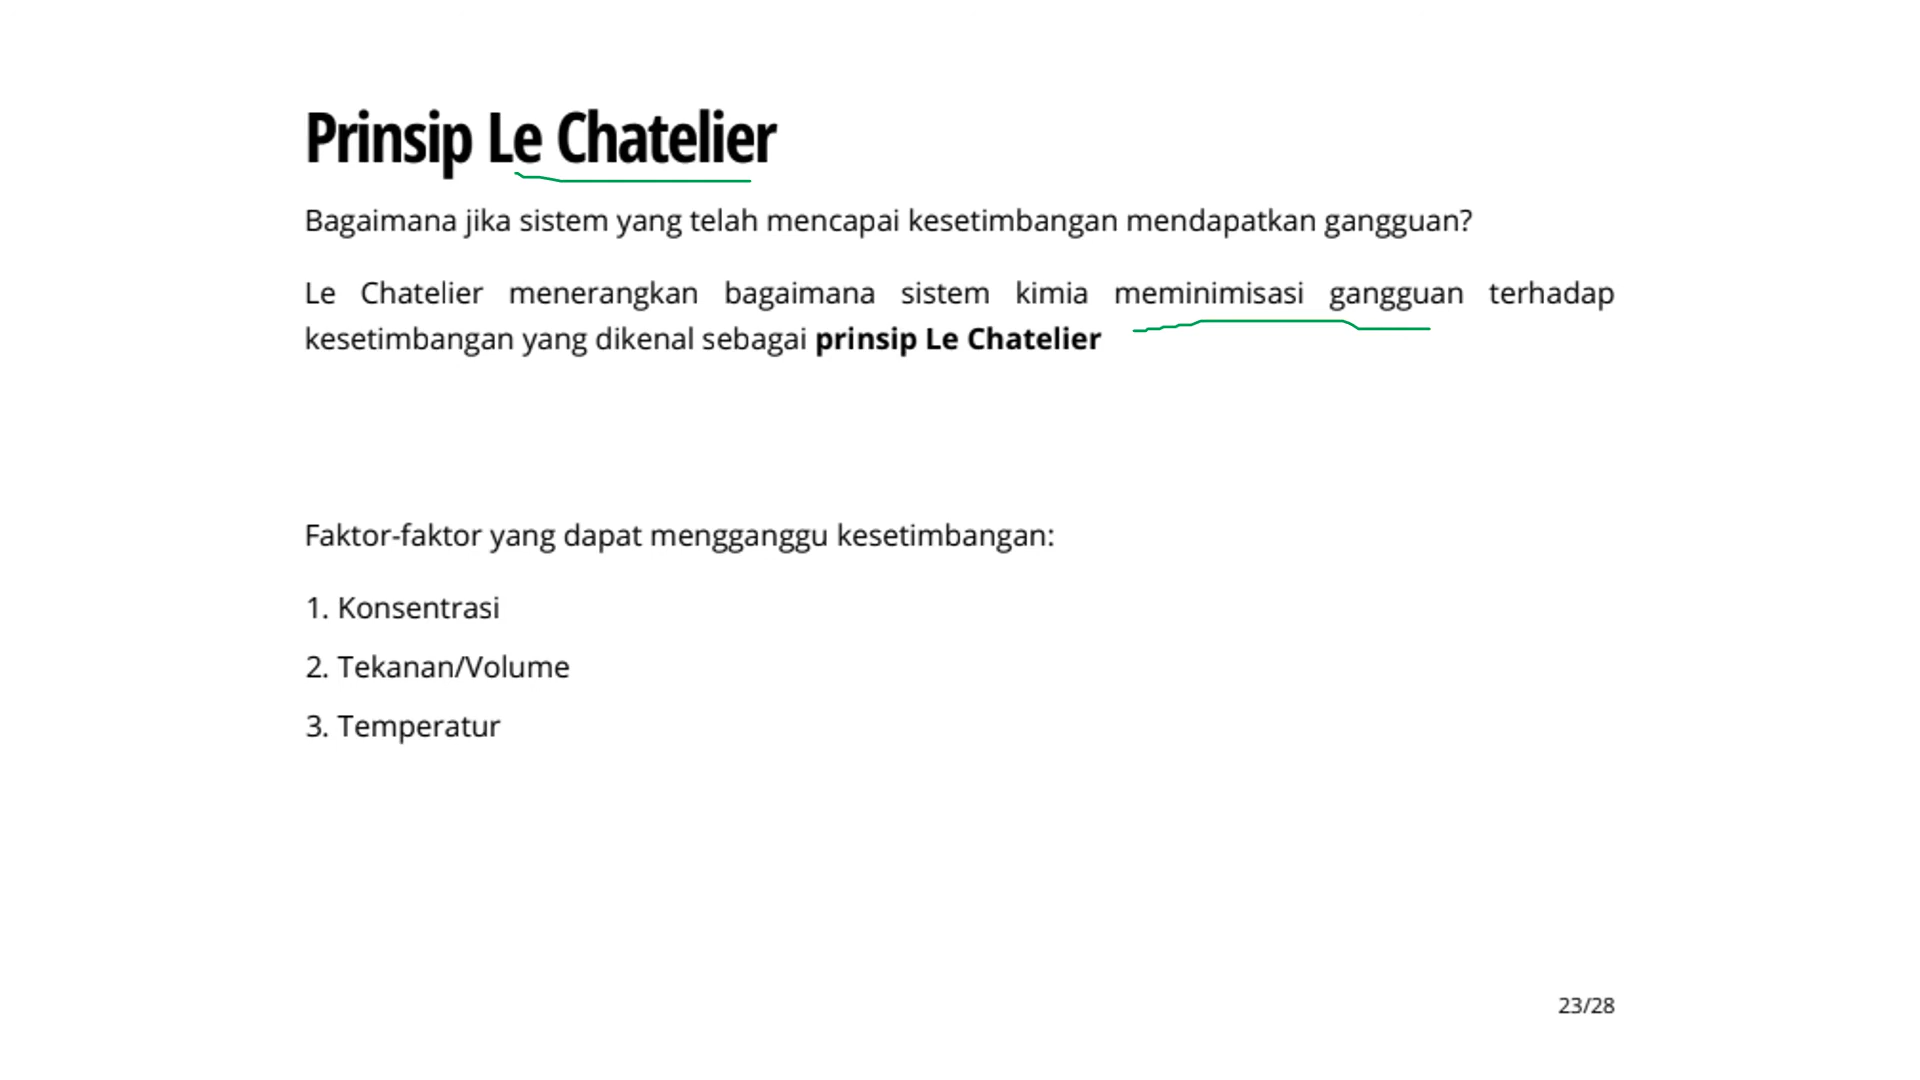 Prinsip Le Chatelier
Bagaimana jika sistem yang telah mencapai kesetimbangan mendapatkan gangguan?
Le Chatelier menerangkan bagaimana sistem kimia meminimisasi gangguan terhadap
kesetimbangan yang dikenal sebagai prinsip Le Chatelier
Faktor-faktor yang dapat mengganggu kesetimbangan:
1. Konsentrasi
2. Tekanan/Volume
3. Temperatur
23/28